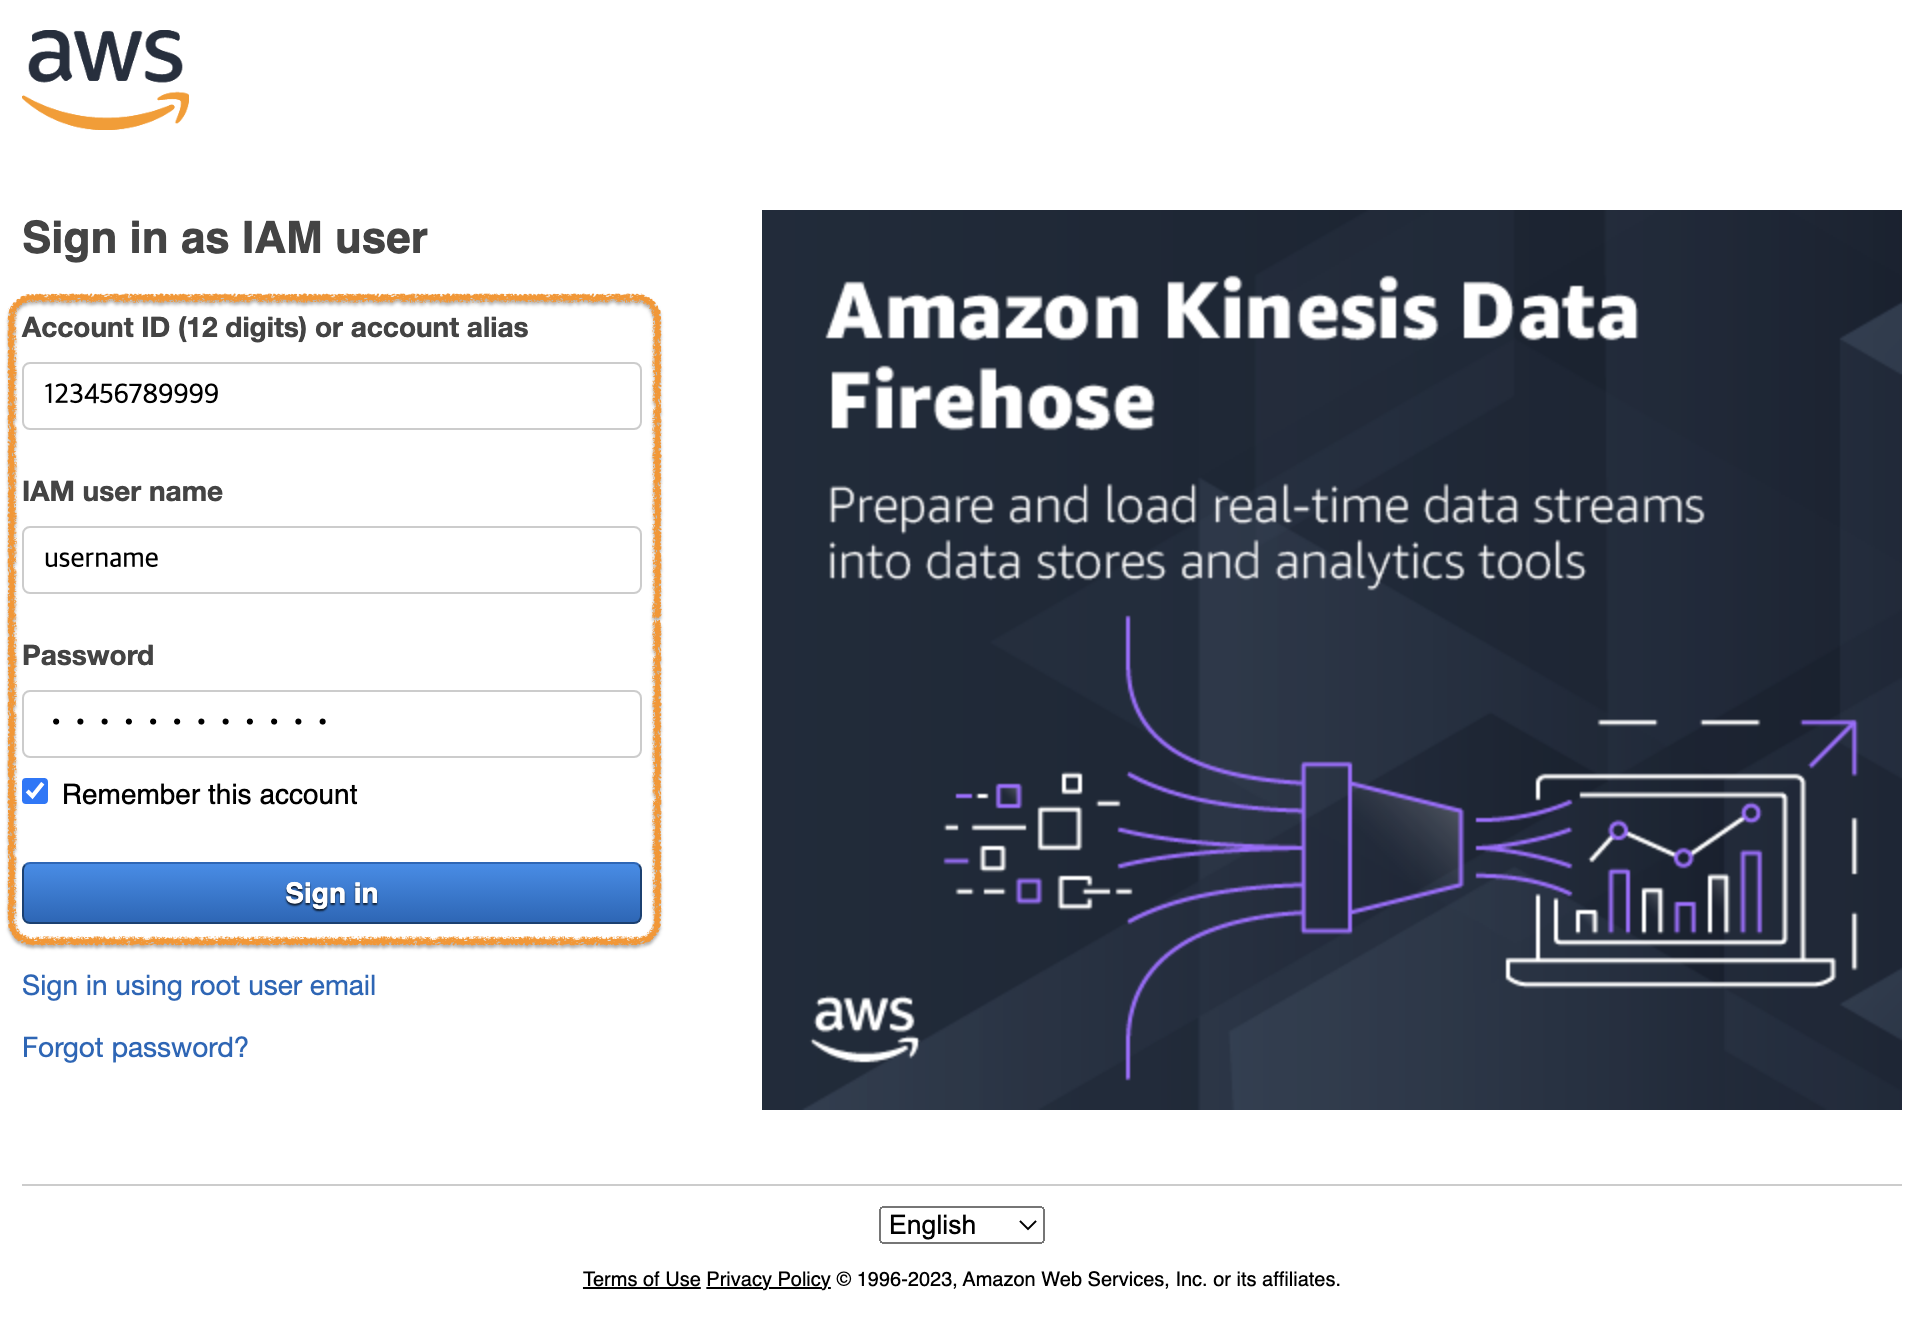 aws
Sign in as IAM user
Account ID (12 digits) or account alias
123456789999
IAM user name
username
Password
Remember this account
Sign in
Sign in using root user email
Forgot password?
Amazon Kinesis Data
Firehose
Prepare and load real-time data streams
into data stores and analytics tools
aws
English
Terms of Use Privacy Policy © 1996-2023, Amazon Web Services, Inc. or its affiliates.